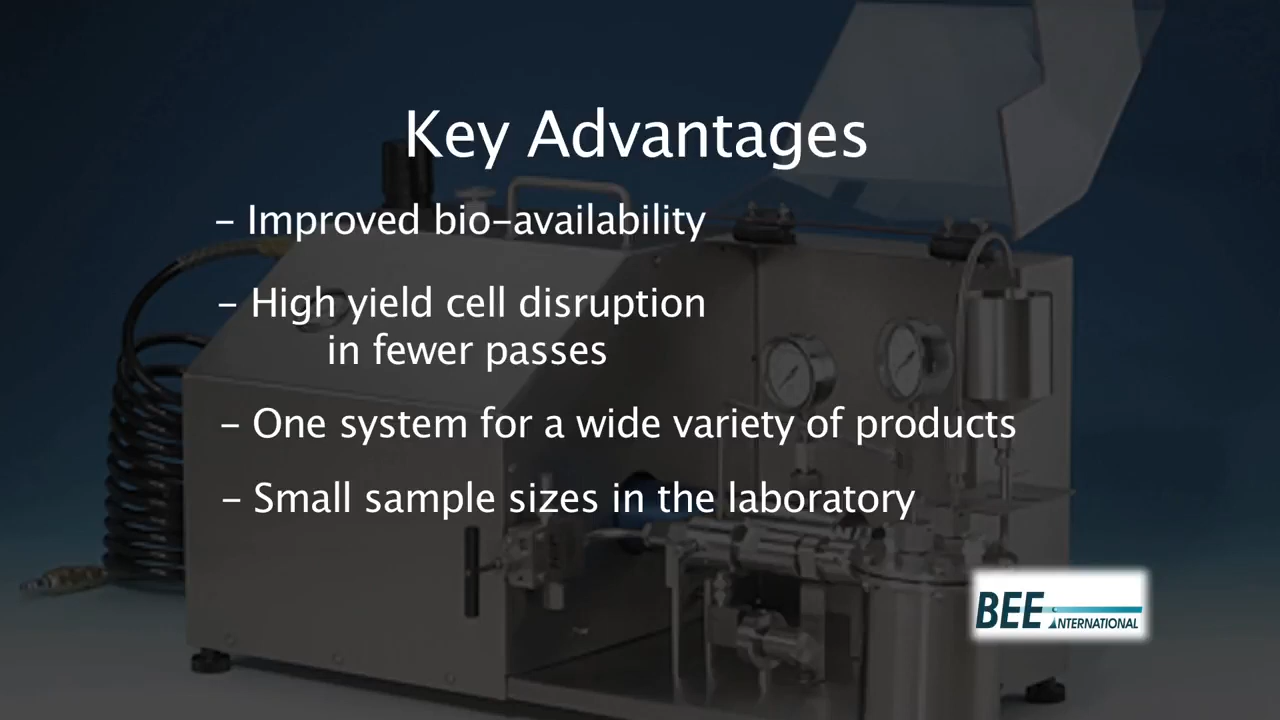 Key Advantages
– Improved bio–availability
– High yield cell disruption
in fewer passes
– One system for a wide variety of products
– Small sample sizes in the laboratory
BEE INTERNATIONAL